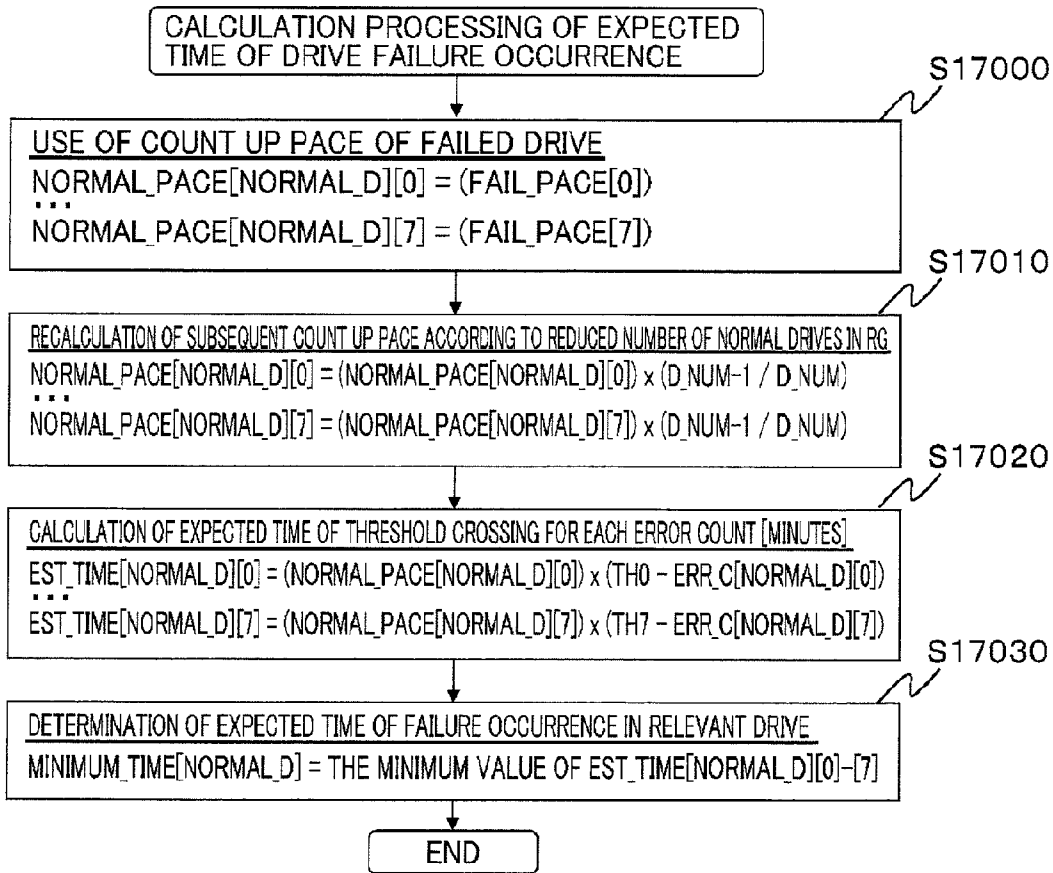 CALCULATION PROCESSING OF EXPECTED
TIME OF DRIVE FAILURE OCCURRENCE
S17000
USE OF COUNT UP PACE OF FAILED DRIVE
NORMAL_PACE[NORMAL_D][0] = (FAIL_PACE[0])
...
NORMAL_PACE[NORMAL_D][7] = (FAIL_PACE[7])
S17010
RECALCULATION OF SUBSEQUENT COUNT UP PACE ACCORDING TO REDUCED NUMBER OF NORMAL DRIVES IN RG
NORMAL_PACE[NORMAL_D][0] = (NORMAL_PACE[NORMAL_D][0]) x (D_NUM-1 / D_NUM)
...
NORMAL_PACE[NORMAL_D][7] = (NORMAL_PACE[NORMAL_D][7]) x (D_NUM-1 / D_NUM)
S17020
CALCULATION OF EXPECTED TIME OF THRESHOLD CROSSING FOR EACH ERROR COUNT [MINUTES]
EST_TIME[NORMAL_D][0] = (NORMAL_PACE[NORMAL_D][0]) x (TH0 - ERR_C[NORMAL_D][0])
...
EST_TIME[NORMAL_D][7] = (NORMAL_PACE[NORMAL_D][7]) x (TH7 - ERR_C[NORMAL_D][7])
S17030
DETERMINATION OF EXPECTED TIME OF FAILURE OCCURRENCE IN RELEVANT DRIVE
MINIMUM_TIME[NORMAL_D] = THE MINIMUM VALUE OF EST_TIME[NORMAL_D][0]-[7]
END